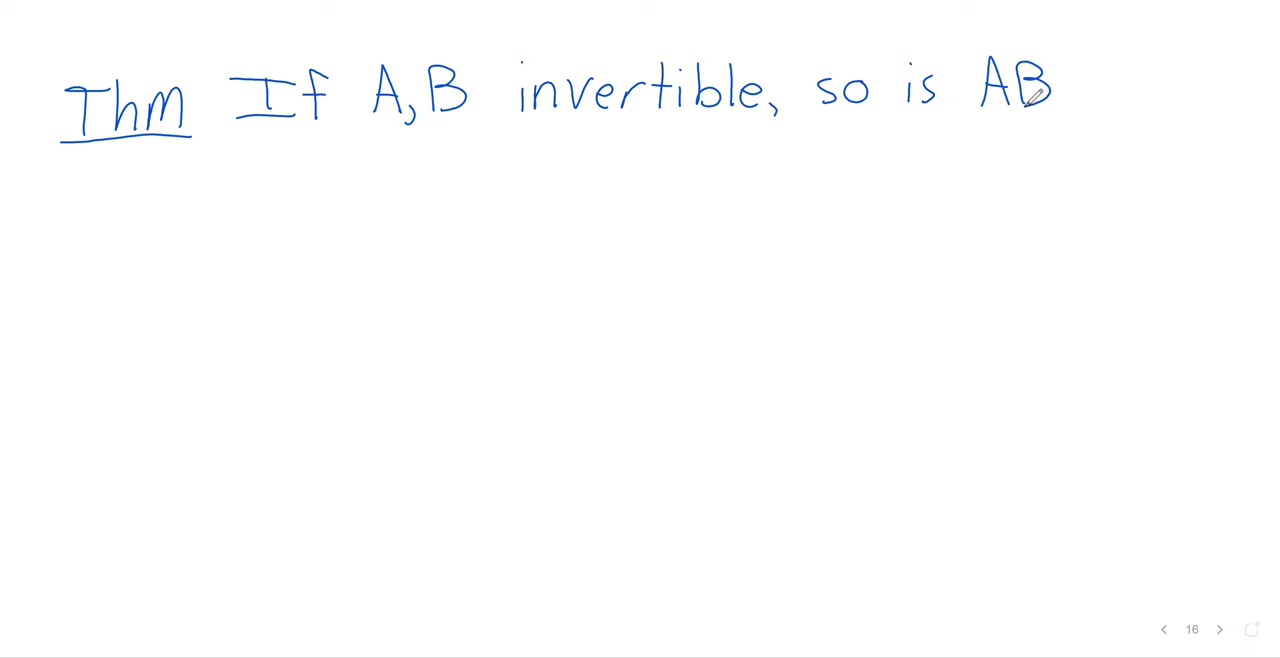 Thm If A,B invertible, so is AB
< 16 >